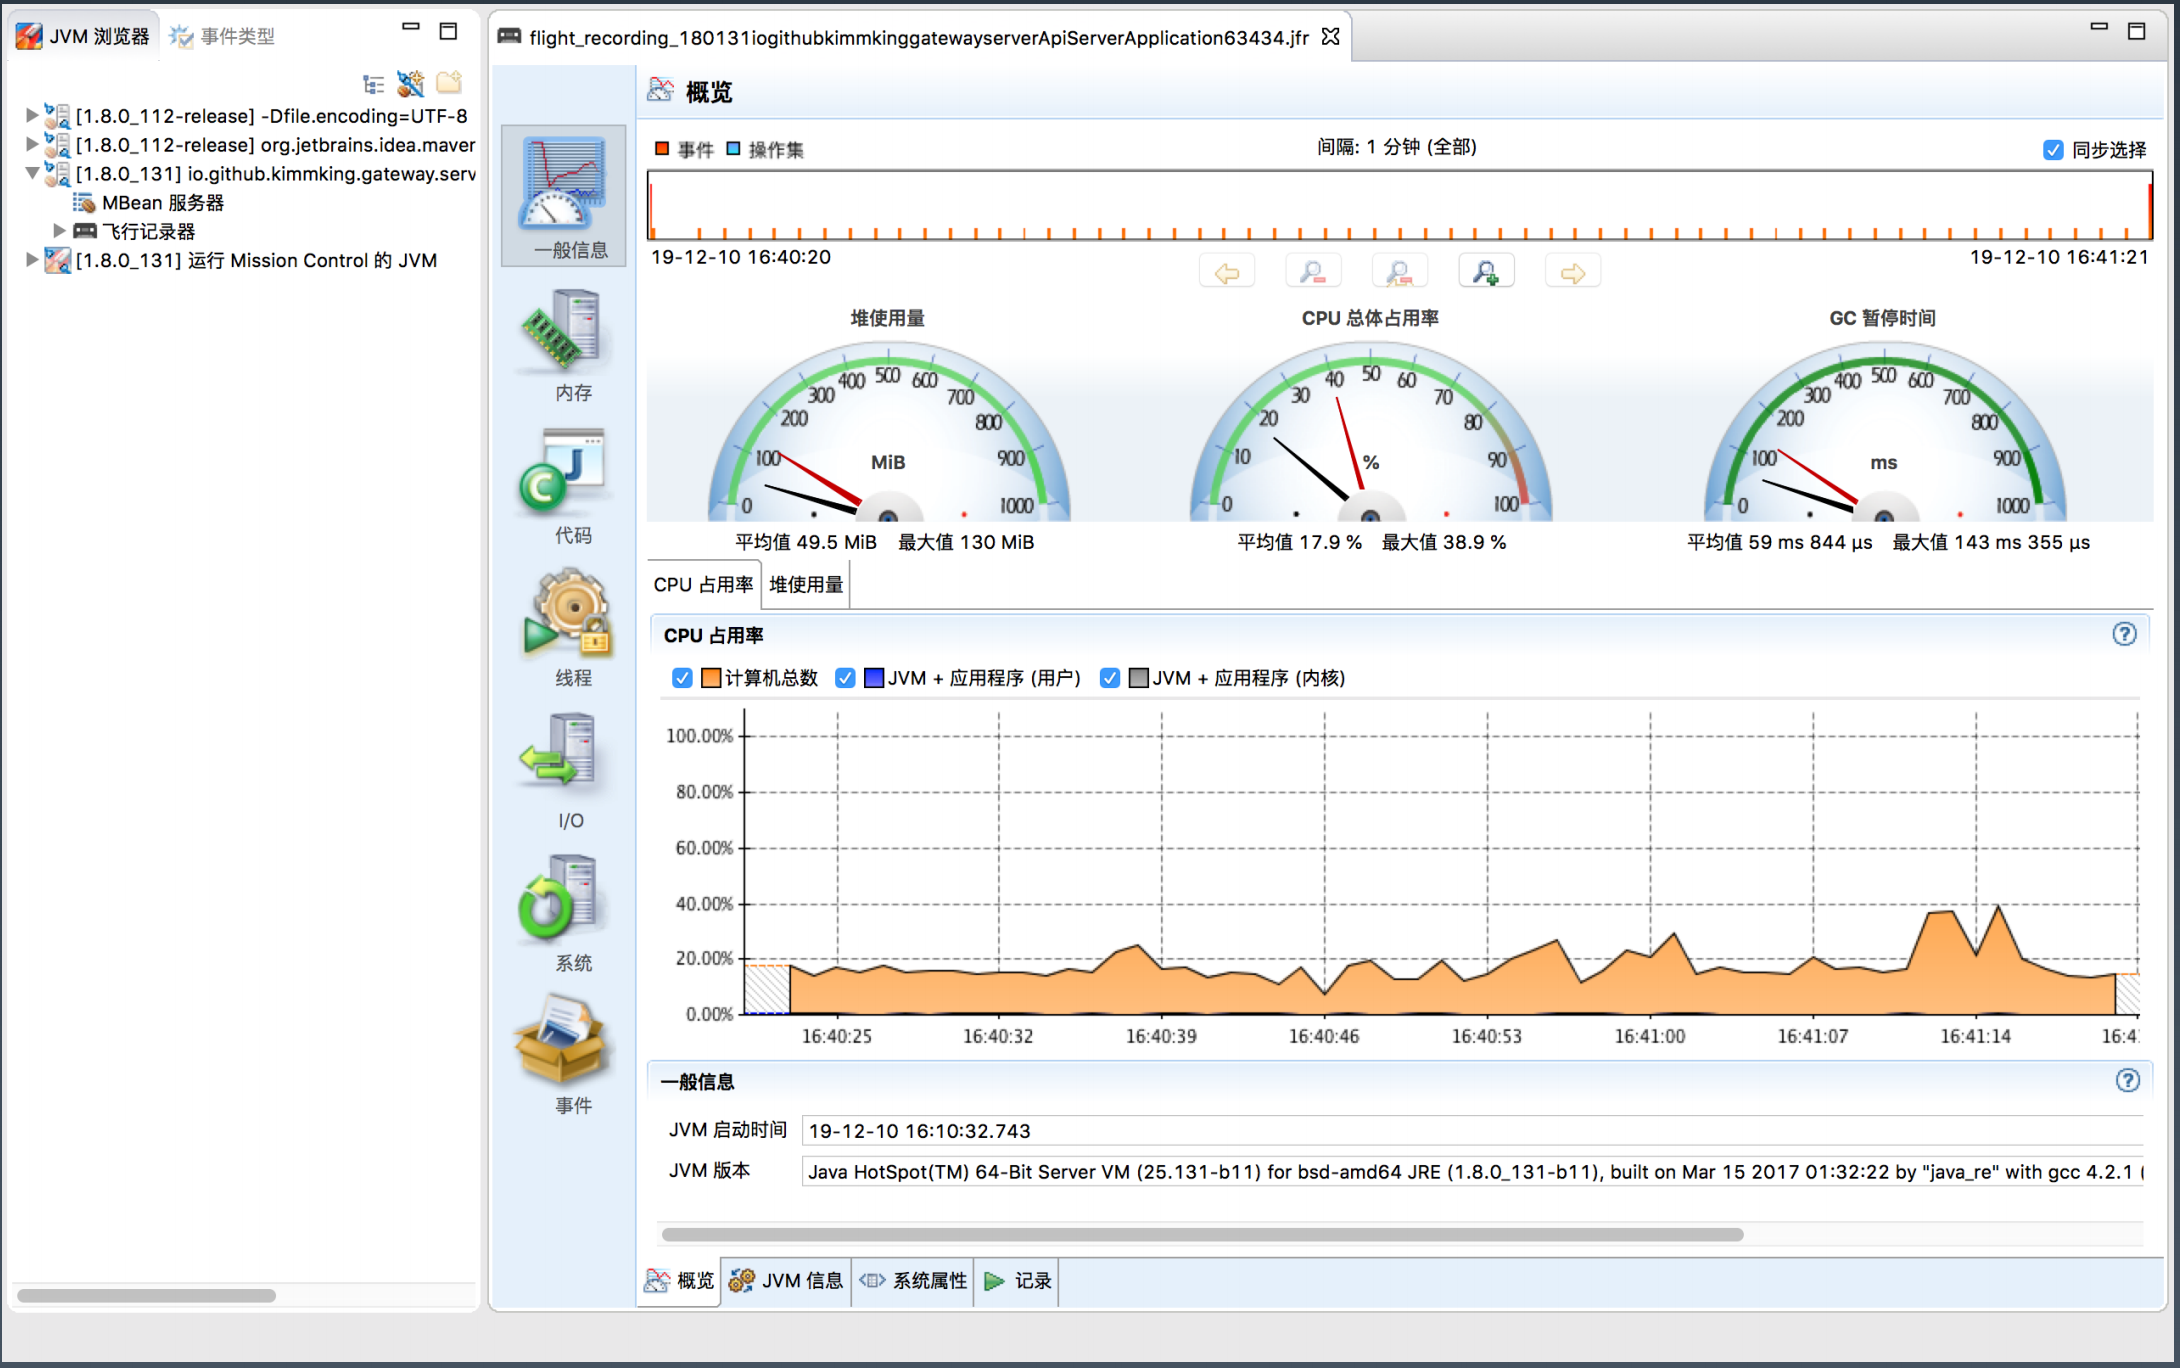 JVM 浏览器 事件类型
[1.8.0_112-release] -Dfile.encoding=UTF-8
[1.8.0_112-release] org.jetbrains.idea.maver
[1.8.0_131] io.github.kimmking.gateway.serv
MBean 服务器
飞行记录器
[1.8.0_131] 运行 Mission Control 的 JVM
flight_recording_180131iogithubkimmkinggatewayserverApiServerApplication63434.jfr
一般信息
内存
代码
线程
I/O
系统
事件
概览
事件 操作集 间隔: 1 分钟 (全部) 同步选择
19-12-10 16:40:20 19-12-10 16:41:21
堆使用量 CPU 总体占用率 GC 暂停时间
0 100 200 300 400 500 600 700 800 900 1000 MiB
0 10 20 30 40 50 60 70 80 90 100 %
0 100 200 300 400 500 600 700 800 900 1000 ms
平均值 49.5 MiB 最大值 130 MiB 平均值 17.9 % 最大值 38.9 % 平均值 59 ms 844 µs 最大值 143 ms 355 µs
CPU 占用率 堆使用量
CPU 占用率
计算机总数 JVM + 应用程序 (用户) JVM + 应用程序 (内核)
100.00%
80.00%
60.00%
40.00%
20.00%
0.00%
16:40:25 16:40:32 16:40:39 16:40:46 16:40:53 16:41:00 16:41:07 16:41:14 16:4
一般信息
JVM 启动时间 19-12-10 16:10:32.743
JVM 版本 Java HotSpot(TM) 64-Bit Server VM (25.131-b11) for bsd-amd64 JRE (1.8.0_131-b11), built on Mar 15 2017 01:32:22 by "java_re" with gcc 4.2.1 (
概览 JVM 信息 系统属性 记录